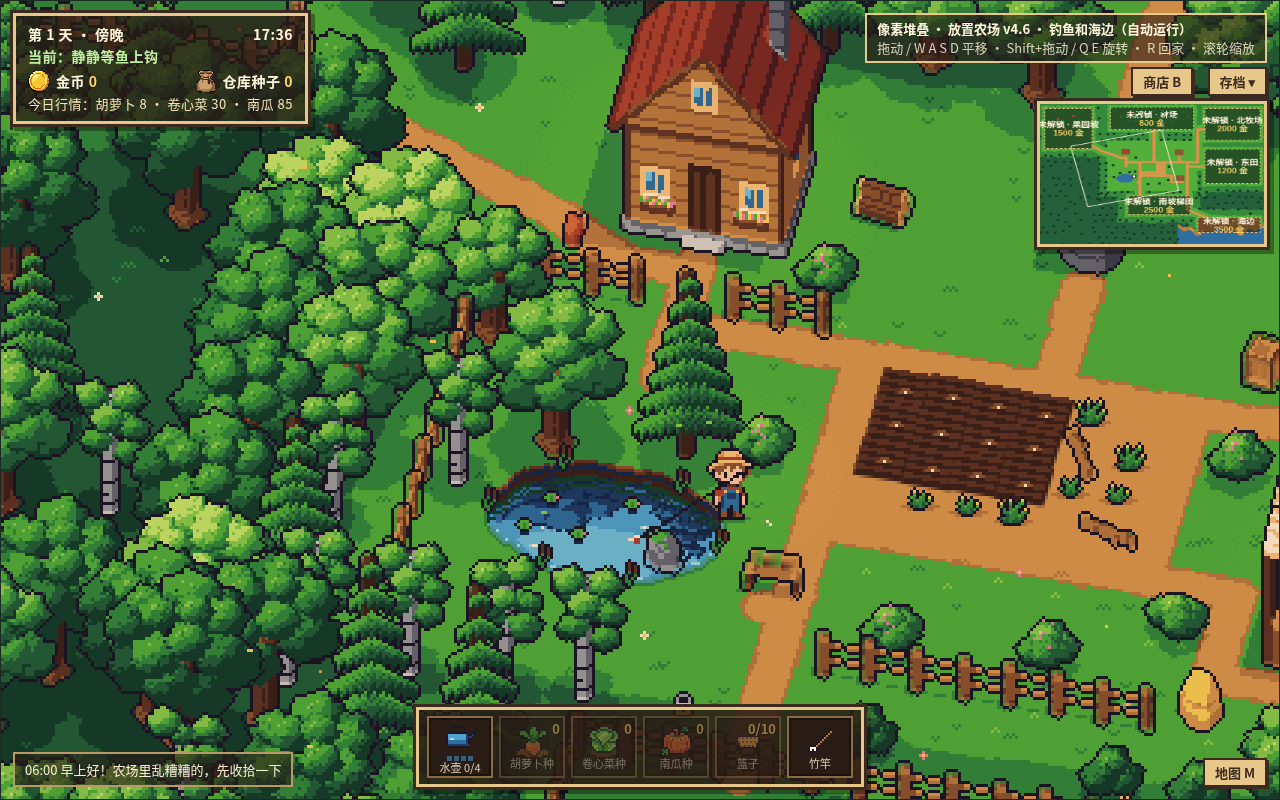 第 1 天 · 傍晚 17:36
当前：静静等鱼上钩
金币 0 仓库种子 0
今日行情：胡萝卜 8 · 卷心菜 30 · 南瓜 85
像素堆叠 · 放置农场 v4.6 · 钓鱼和海边（自动运行）
拖动 / W A S D 平移 · Shift+拖动 / Q E 旋转 · R 回家 · 滚轮缩放
商店 B
存档 ▾
未解锁 · 果园坡
1500 金
未解锁 · 林场
800 金
未解锁 · 北牧场
2000 金
未解锁 · 东田
1200 金
未解锁 · 南坡梯田
2500 金
未解锁 · 海边
3500 金
06:00 早上好！农场里乱糟糟的，先收拾一下
水壶 0/4
0
胡萝卜种
0
卷心菜种
0
南瓜种
0/10
篮子
竹竿
地图 M